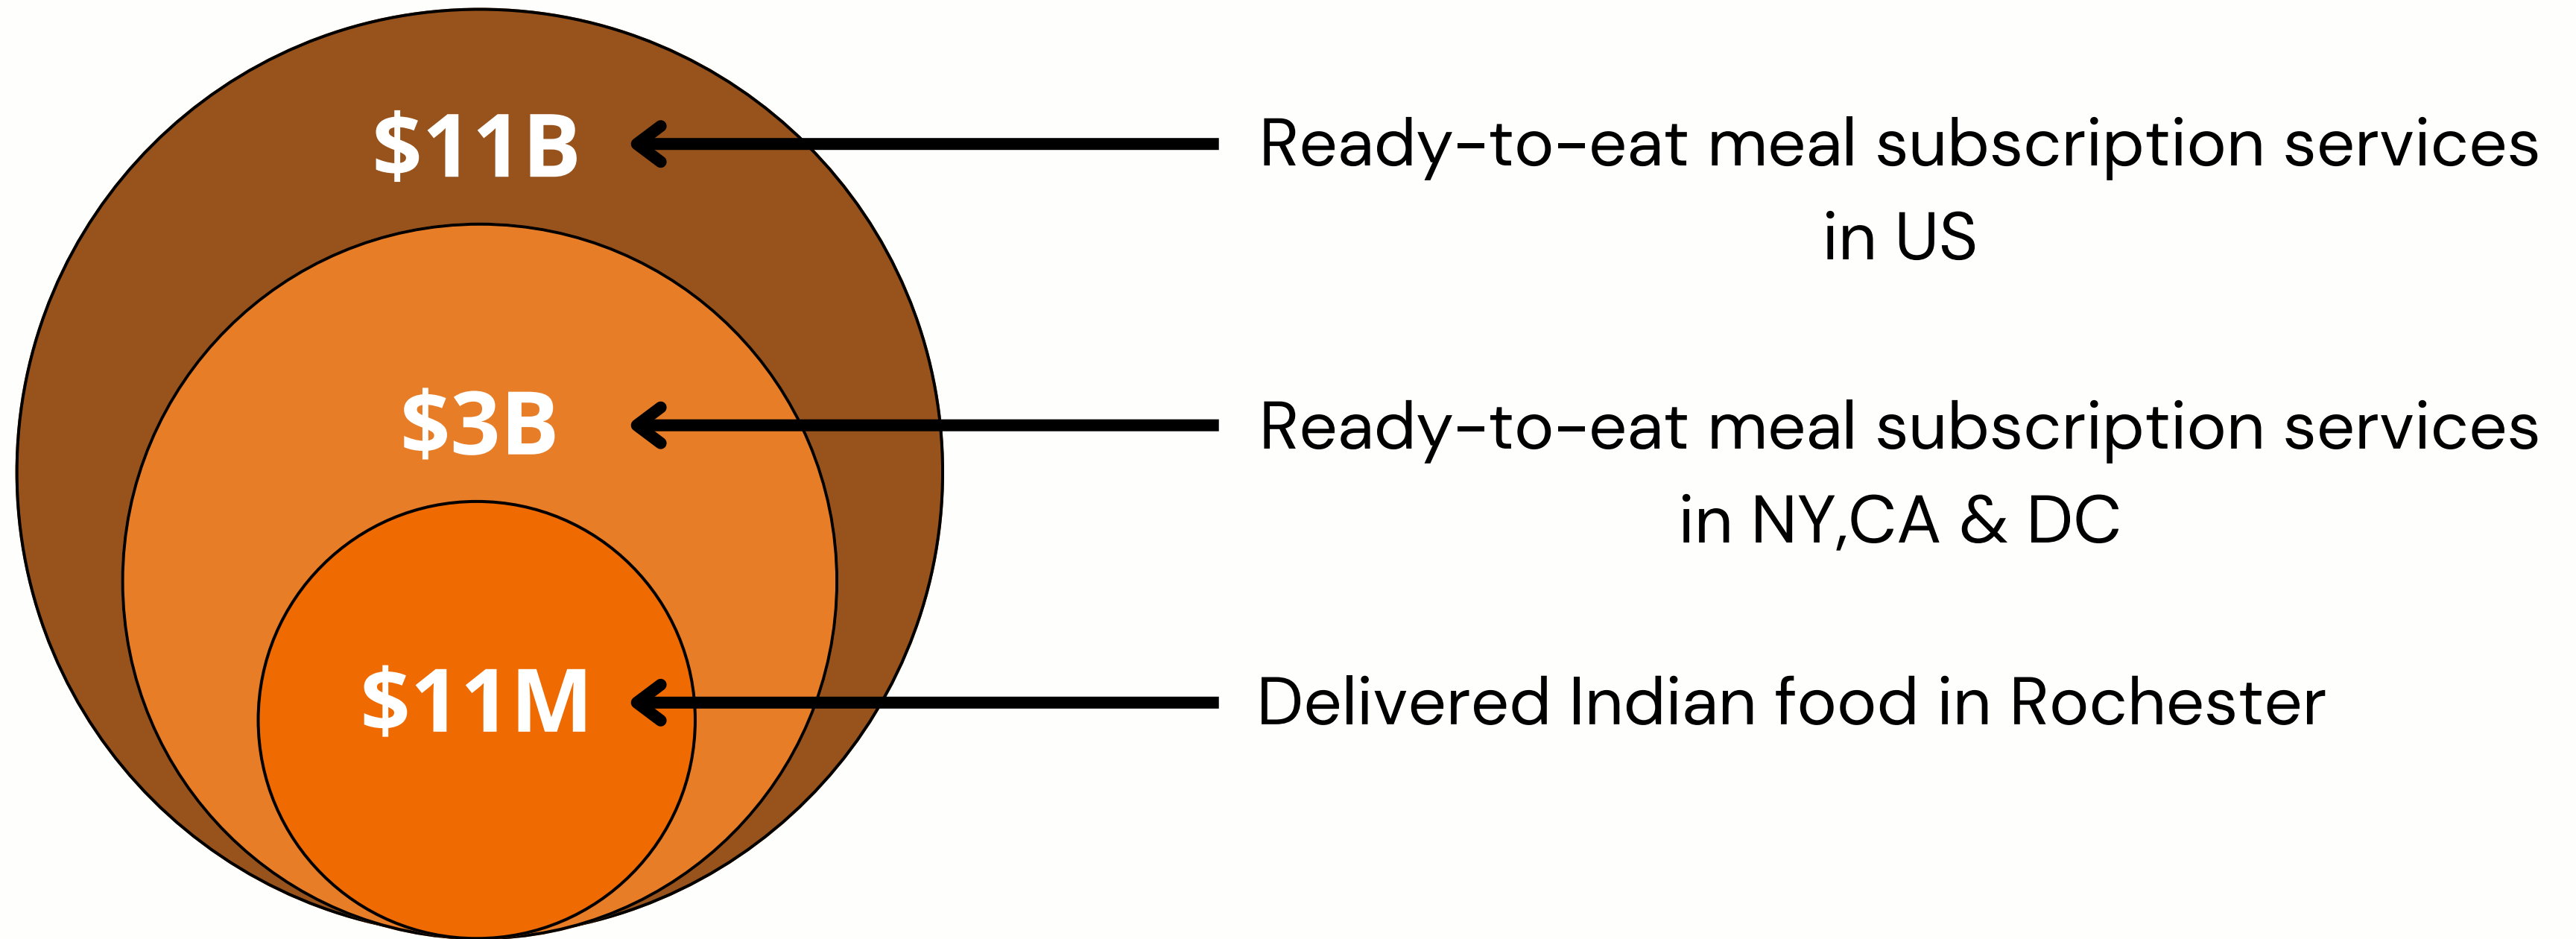 $11B
Ready-to-eat meal subscription services
in US
$3B
Ready-to-eat meal subscription services
in NY,CA & DC
$11M
Delivered Indian food in Rochester